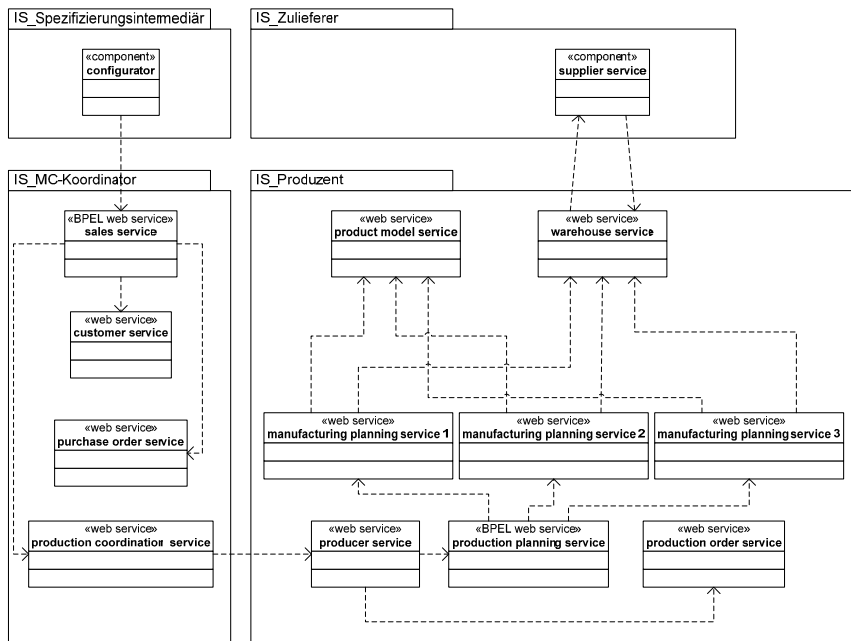 IS_Spezifizierungsintermediär
«component»
configurator
IS_Zulieferer
«component»
supplier service
IS_MC-Koordinator
«BPEL web service»
sales service
«web service»
customer service
«web service»
purchase order service
«web service»
production coordination service
IS_Produzent
«web service»
product model service
«web service»
warehouse service
«web service»
manufacturing planning service 1
«web service»
manufacturing planning service 2
«web service»
manufacturing planning service 3
«web service»
producer service
«BPEL web service»
production planning service
«web service»
production order service